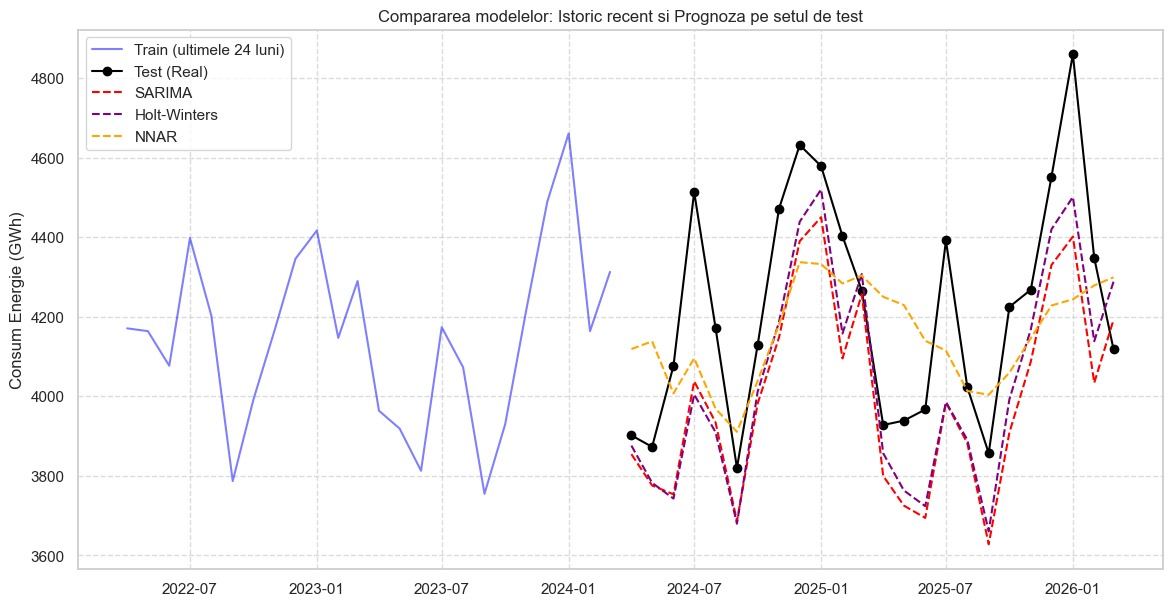 Compararea modelelor: Istoric recent si Prognoza pe setul de test
Train (ultimele 24 luni)
Test (Real)
SARIMA
Holt-Winters
NNAR
Consum Energie (GWh)
4800
4600
4400
4200
4000
3800
3600
2022-07
2023-01
2023-07
2024-01
2024-07
2025-01
2025-07
2026-01